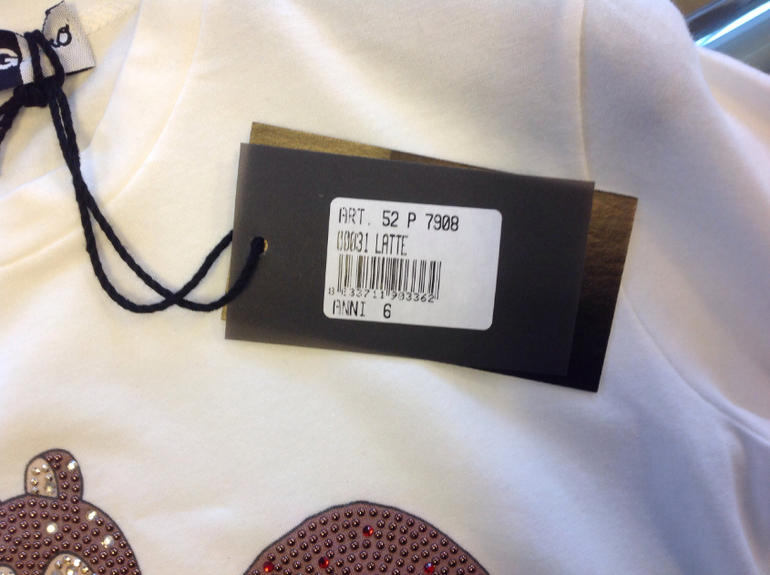 ART. 52 P 7908
00031 LATTE
8 033711 903362
ANNI 6